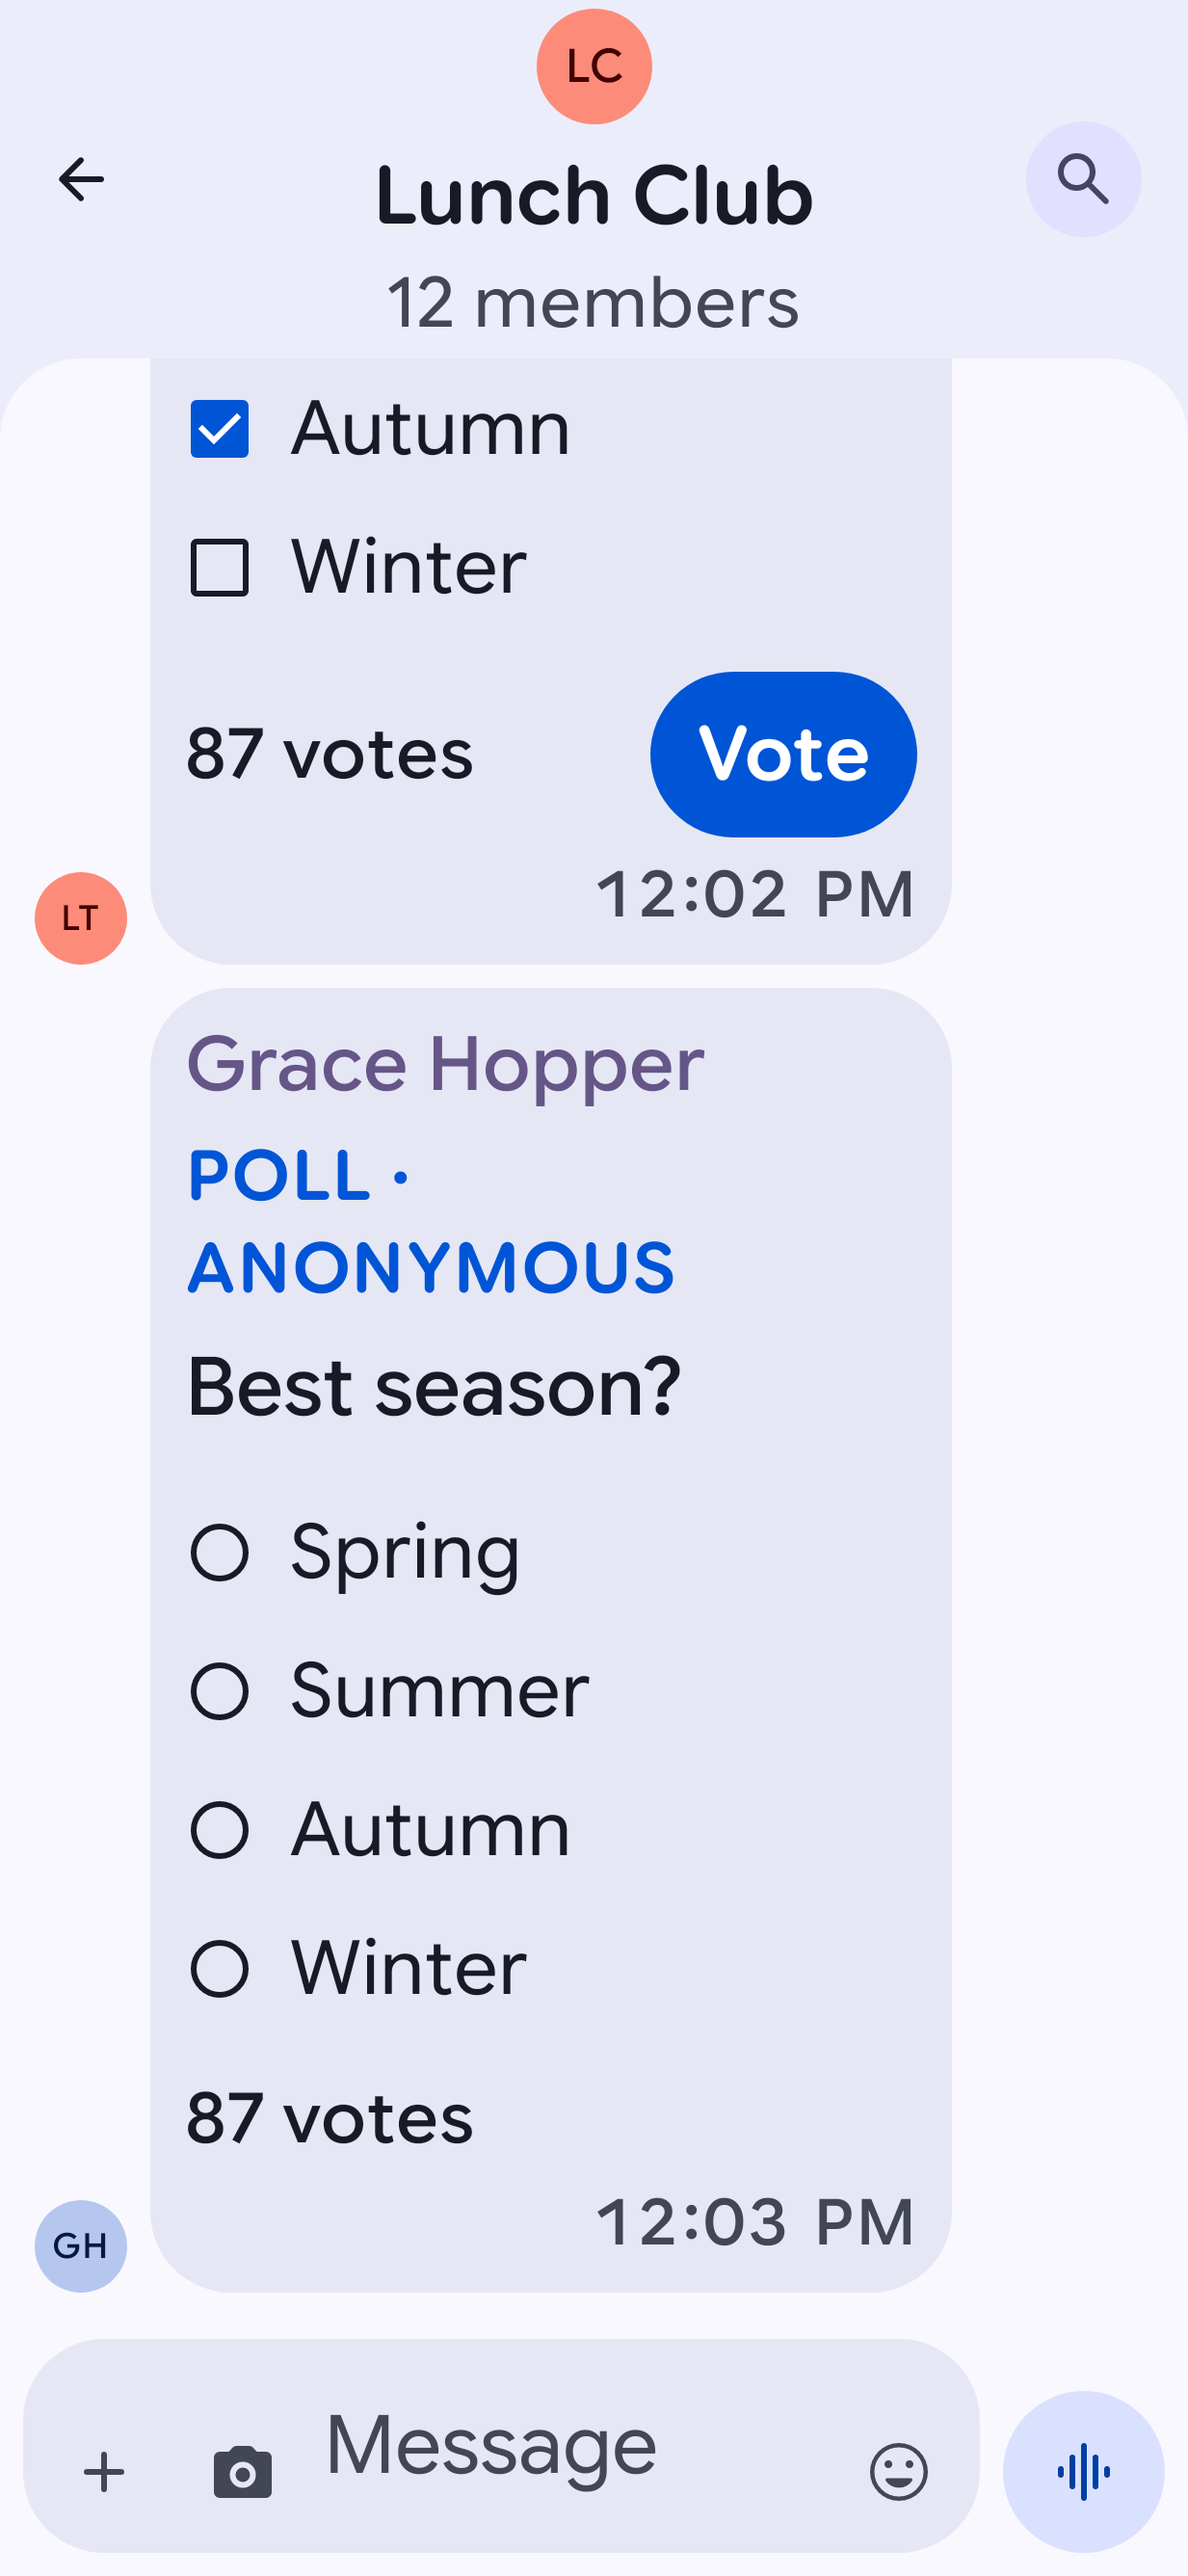 LC
Lunch Club
12 members
Autumn
Winter
87 votes
Vote
12:02 PM
LT
Grace Hopper
POLL ·
ANONYMOUS
Best season?
Spring
Summer
Autumn
Winter
87 votes
12:03 PM
GH
Message